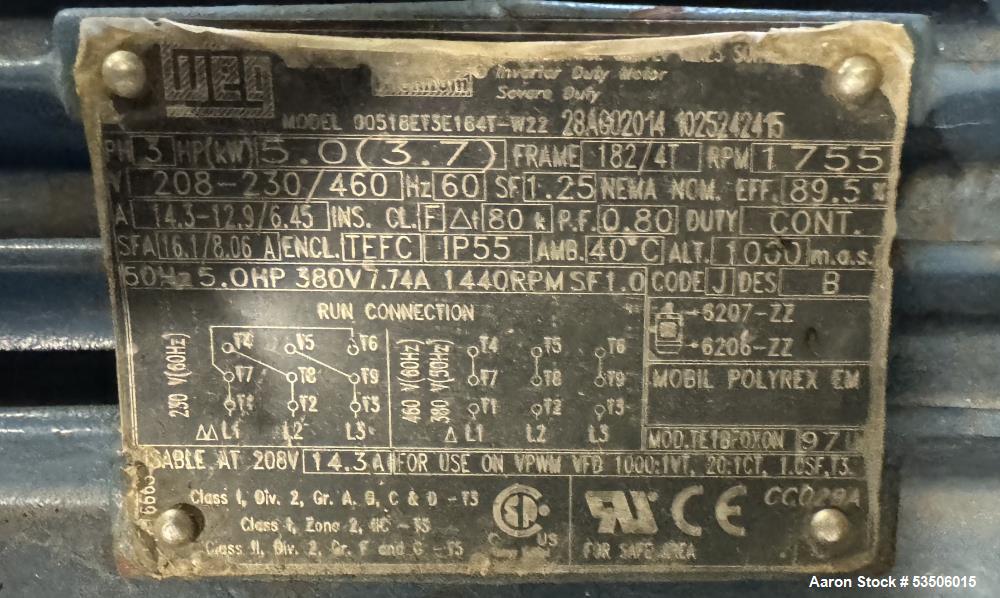 WEG
Inverter Duty Motor
Severe Duty
MODEL 00518ET3E184T-W22 28AGO2014 1025242415
PH 3 HP(kW) 5.0(3.7) FRAME 182/4T RPM 1755
V 208-230/460 Hz 60 SF 1.25 NEMA NOM. EFF. 89.5 %
A 14.3-12.9/6.45 INS. CL. F Δt 80 k P.F. 0.80 DUTY CONT.
SFA 16.1/8.06 A ENCL. TEFC IP55 AMB. 40°C ALT. 1000 m.a.s.
50Hz 5.0HP 380V 7.74A 1440RPM SF1.0 CODE J DES B
RUN CONNECTION
230 V(60Hz)
T4 T5 T6
T7 T8 T9
T1 T2 T3
ΔΔ L1 L2 L3
460 V(60Hz)
380 V(50Hz)
T4 T5 T6
T7 T8 T9
T1 T2 T3
Δ L1 L2 L3
6207-ZZ
6206-ZZ
MOBIL POLYREX EM
MOD.TE1BF0X0N 97
USABLE AT 208V 14.3 A FOR USE ON VPWM VFD 1000:1VT, 20:1CT, 1.0SF,T3
Class I, Div. 2, Gr. A, B, C & D - T3
Class I, Zone 2, IIC - T3
Class II, Div. 2, Gr. F and G - T3
C US
FOR SAFE AREA
CE
CC029A
Aaron Stock # 53506015